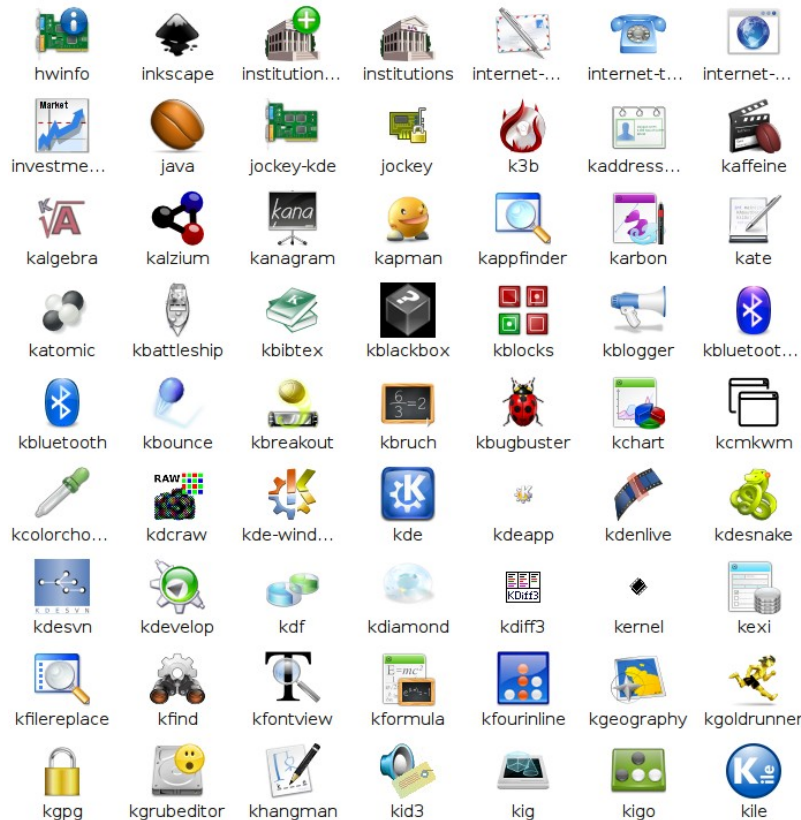 hwinfo inkscape institution... institutions internet-... internet-t... internet-...
Market
investme... java jockey-kde jockey k3b kaddress... kaffeine
K
√A
kana
kalgebra kalzium kanagram kapman kappfinder karbon kate
K
?
katomic kbattleship kbibtex kblackbox kblocks kblogger kbluetoot...
6/3=2
kbluetooth kbounce kbreakout kbruch kbugbuster kchart kcmkwm
RAW
K
kcolorcho... kdcraw kde-wind... kde kdeapp kdenlive kdesnake
KDESVN
KDiff3
kdesvn kdevelop kdf kdiamond kdiff3 kernel kexi
T
E=mc²
kfilereplace kfind kfontview kformula kfourinline kgeography kgoldrunner
Kile
kgpg kgrubeditor khangman kid3 kig kigo kile